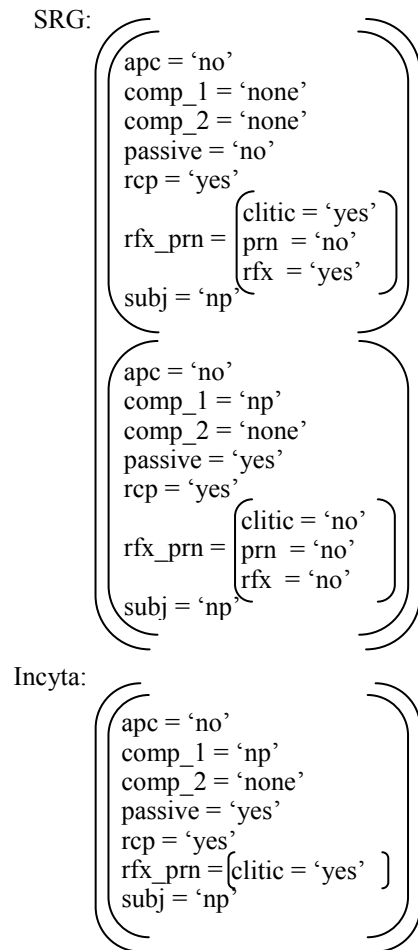 SRG:
apc = ‘no’
comp_1 = ‘none’
comp_2 = ‘none’
passive = ‘no’
rcp = ‘yes’
clitic = ‘yes’
rfx_prn = prn = ‘no’
rfx = ‘yes’
subj = ‘np’
apc = ‘no’
comp_1 = ‘np’
comp_2 = ‘none’
passive = ‘yes’
rcp = ‘yes’
clitic = ‘no’
rfx_prn = prn = ‘no’
rfx = ‘no’
subj = ‘np’
Incyta:
apc = ‘no’
comp_1 = ‘np’
comp_2 = ‘none’
passive = ‘yes’
rcp = ‘yes’
rfx_prn = clitic = ‘yes’
subj = ‘np’